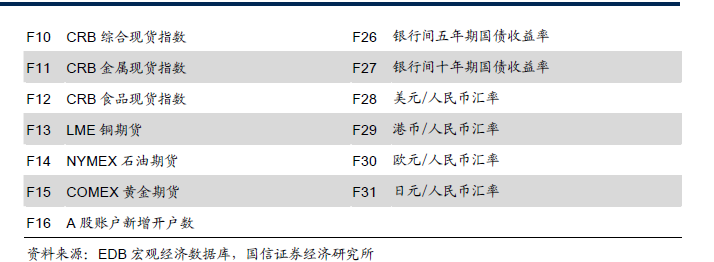 F10 CRB 综合现货指数 F26 银行间五年期国债收益率
F11 CRB 金属现货指数 F27 银行间十年期国债收益率
F12 CRB 食品现货指数 F28 美元/人民币汇率
F13 LME 铜期货 F29 港币/人民币汇率
F14 NYMEX 石油期货 F30 欧元/人民币汇率
F15 COMEX 黄金期货 F31 日元/人民币汇率
F16 A 股账户新增开户数
资料来源：EDB 宏观经济数据库，国信证券经济研究所